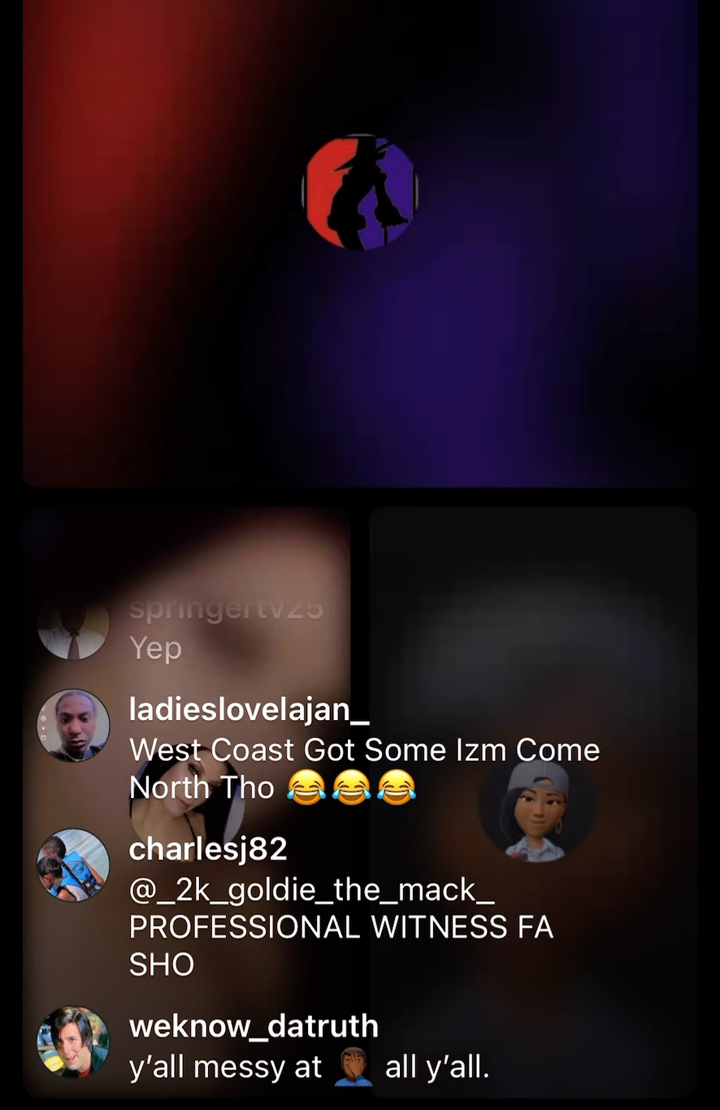 springertv25
Yep
ladieslovelajan_
West Coast Got Some Izm Come
North Tho 😂😂😂
charlesj82
@_2k_goldie_the_mack_
PROFESSIONAL WITNESS FA
SHO
weknow_datruth
y’all messy at 🤦🏾‍♂️ all y’all.